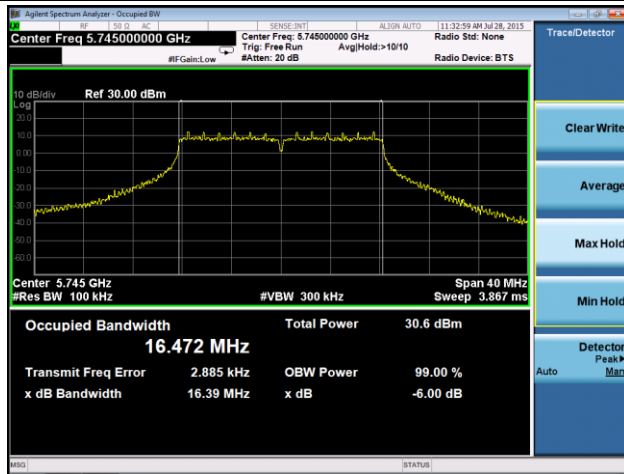 Agilent Spectrum Analyzer - Occupied BW
RF 50 Ω AC SENSE:INT ALIGN AUTO 11:32:59 AM Jul 28, 2015
Center Freq 5.745000000 GHz
Center Freq: 5.745000000 GHz
Radio Std: None
Trig: Free Run Avg|Hold:>10/10
#IFGain:Low #Atten: 20 dB Radio Device: BTS
10 dB/div Ref 30.00 dBm
Log
20.0
10.0
0.00
-10.0
-20.0
-30.0
-40.0
-50.0
-60.0
Center 5.745 GHz Span 40 MHz
#Res BW 100 kHz #VBW 300 kHz Sweep 3.867 ms
Occupied Bandwidth Total Power 30.6 dBm
16.472 MHz
Transmit Freq Error 2.885 kHz OBW Power 99.00 %
x dB Bandwidth 16.39 MHz x dB -6.00 dB
MSG STATUS
Trace/Detector
Clear Write
Average
Max Hold
Min Hold
Detector
Peak▶
Auto Man